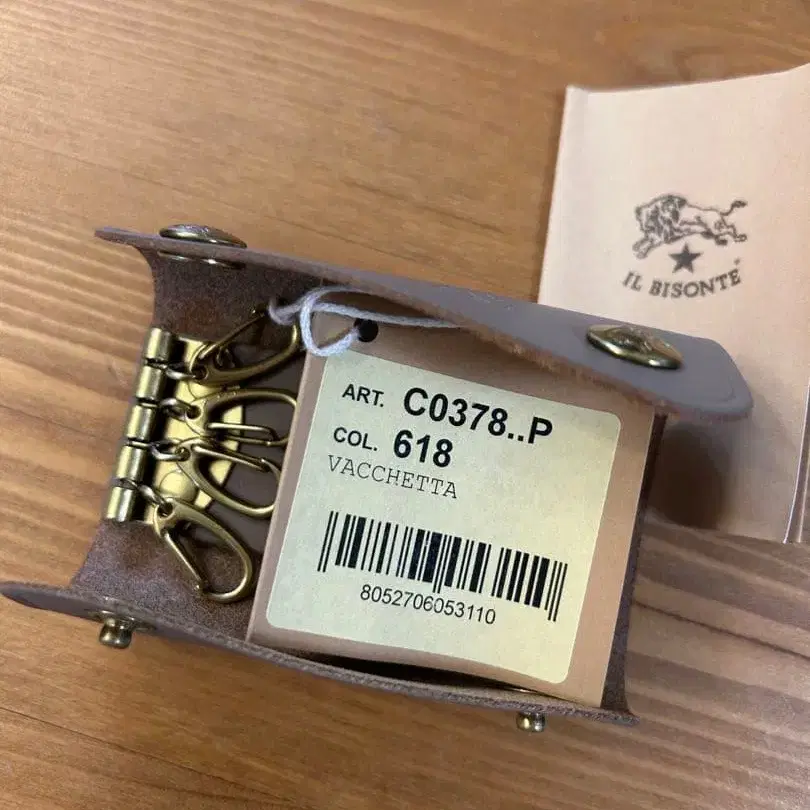 IL BISONTE
ART. C0378..P
COL. 618
VACCHETTA
8052706053110